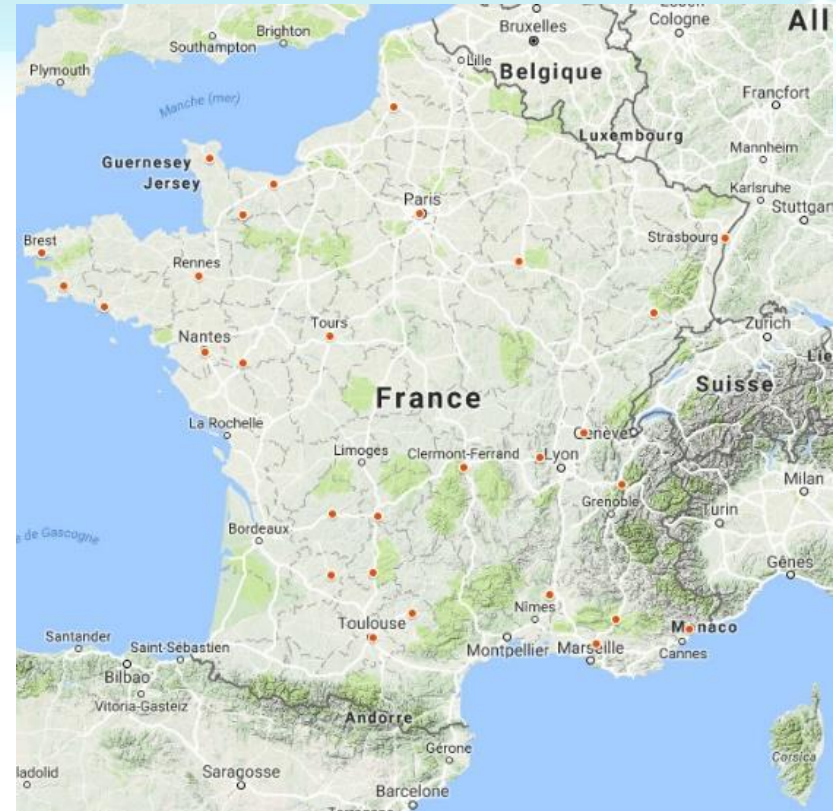 Brighton
Southampton
Plymouth
Bruxelles
Cologne
All
Lille
Belgique
Francfort
Manche (mer)
Luxembourg
Mannheim
Guernesey
Jersey
Karlsruhe
Paris
Stuttgar
Strasbourg
Brest
Rennes
Tours
Nantes
Zurich
Lie
Suisse
France
La Rochelle
Genève
Limoges
Clermont-Ferrand
Lyon
Milan
Grenoble
Turin
Bordeaux
e de Gascogne
Gênes
Nîmes
Toulouse
Monaco
Santander
Saint-Sébastien
Montpellier
Marseille
Cannes
Bilbao
Vitoria-Gasteiz
Andorre
Gérone
Corsica
ladolid
Saragosse
Barcelone